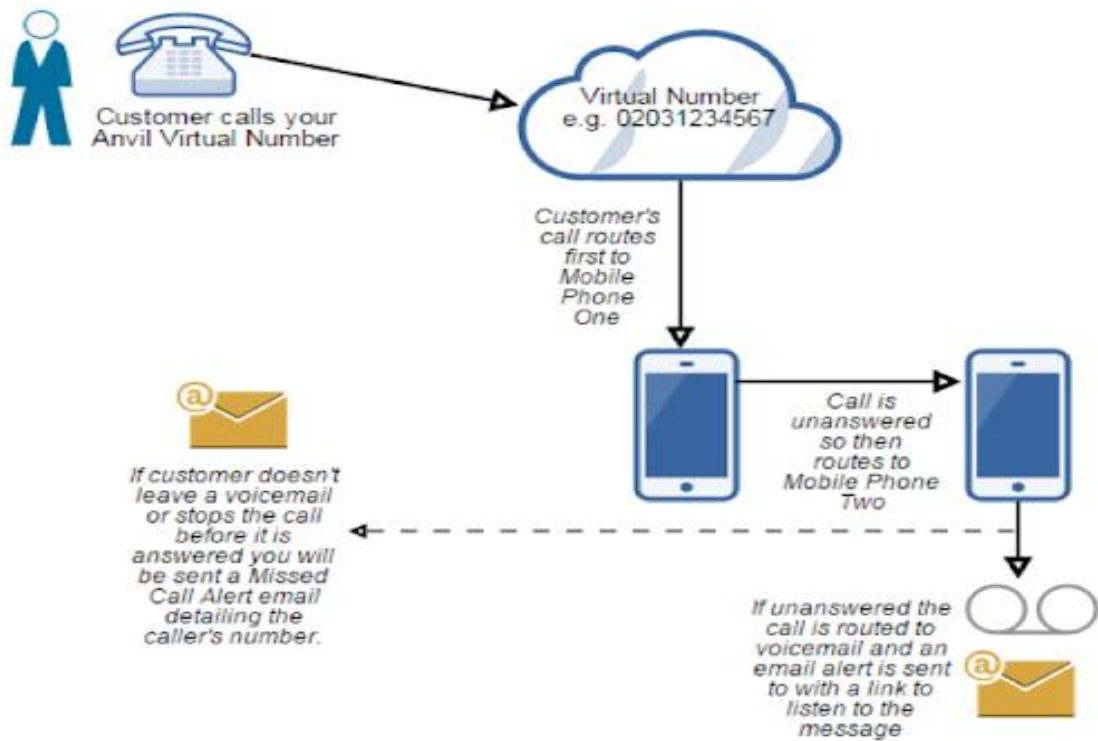 Customer calls your
Anvil Virtual Number
Virtual Number
e.g. 02031234567
Customer's
call routes
first to
Mobile
Phone
One
Call is
unanswered
so then
routes to
Mobile Phone
Two
@
If customer doesn't
leave a voicemail
or stops the call
before it is
answered you will
be sent a Missed
Call Alert email
detailing the
caller's number.
If unanswered the
call is routed to
voicemail and an
email alert is sent
to with a link to
listen to the
message
@